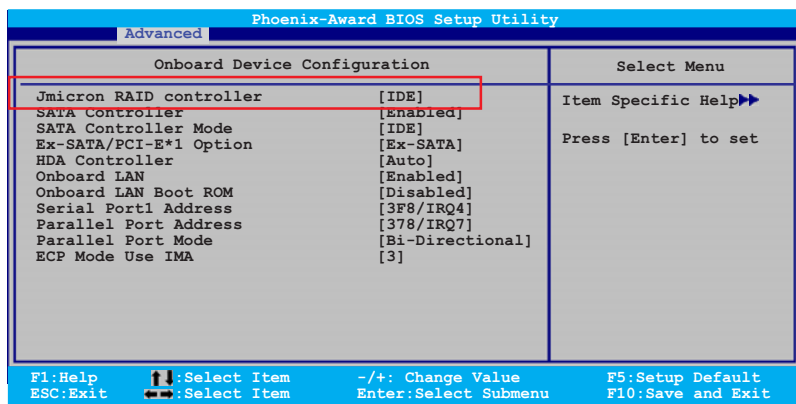 Phoenix-Award BIOS Setup Utility
Advanced
Onboard Device Configuration
Select Menu
Jmicron RAID controller [IDE]
SATA Controller [Enabled]
SATA Controller Mode [IDE]
Ex-SATA/PCI-E*1 Option [Ex-SATA]
HDA Controller [Auto]
Onboard LAN [Enabled]
Onboard LAN Boot ROM [Disabled]
Serial Port1 Address [3F8/IRQ4]
Parallel Port Address [378/IRQ7]
Parallel Port Mode [Bi-Directional]
ECP Mode Use IMA [3]
Item Specific Help
Press [Enter] to set
F1:Help :Select Item -/+: Change Value F5:Setup Default
ESC:Exit :Select Item Enter:Select Submenu F10:Save and Exit